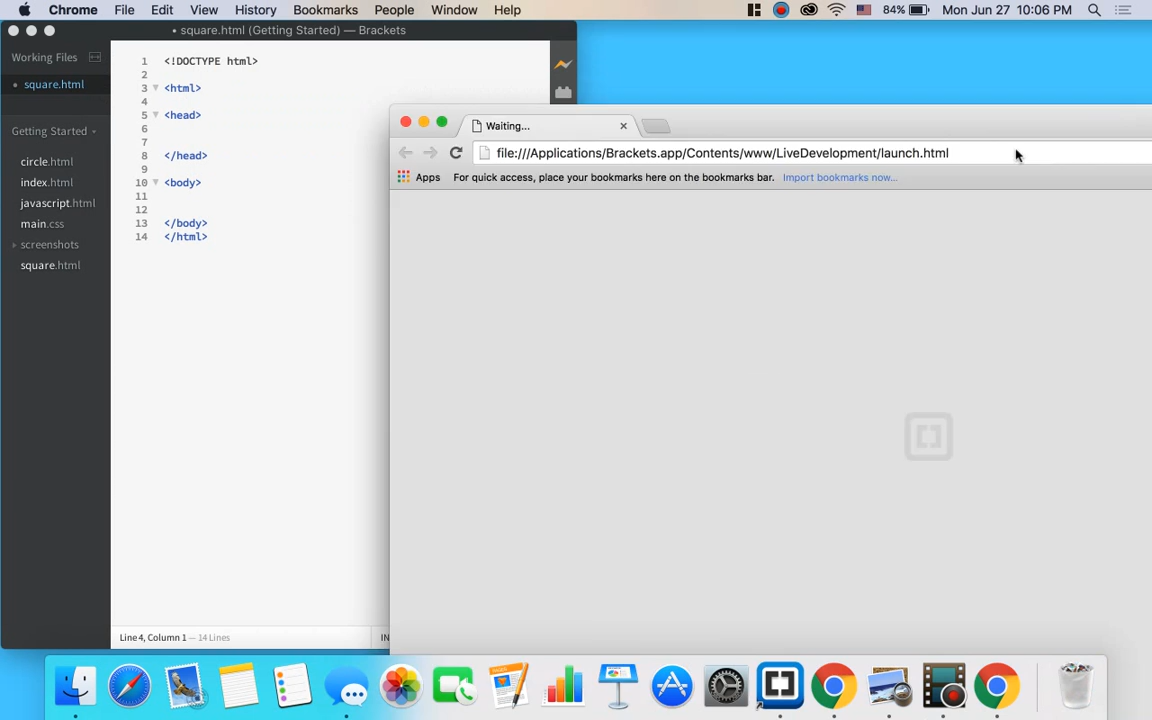 Chrome File Edit View History Bookmarks People Window Help 84% Mon Jun 27 10:06 PM
• square.html (Getting Started) — Brackets
Working Files
• square.html
Getting Started
circle.html
index.html
javascript.html
main.css
screenshots
square.html
1 <!DOCTYPE html>
2
3 <html>
4
5 <head>
6
7
8 </head>
9
10 <body>
11
12
13 </body>
14 </html>
Line 4, Column 1 — 14 Lines
IN
Waiting...
file:///Applications/Brackets.app/Contents/www/LiveDevelopment/launch.html
Apps For quick access, place your bookmarks here on the bookmarks bar. Import bookmarks now...